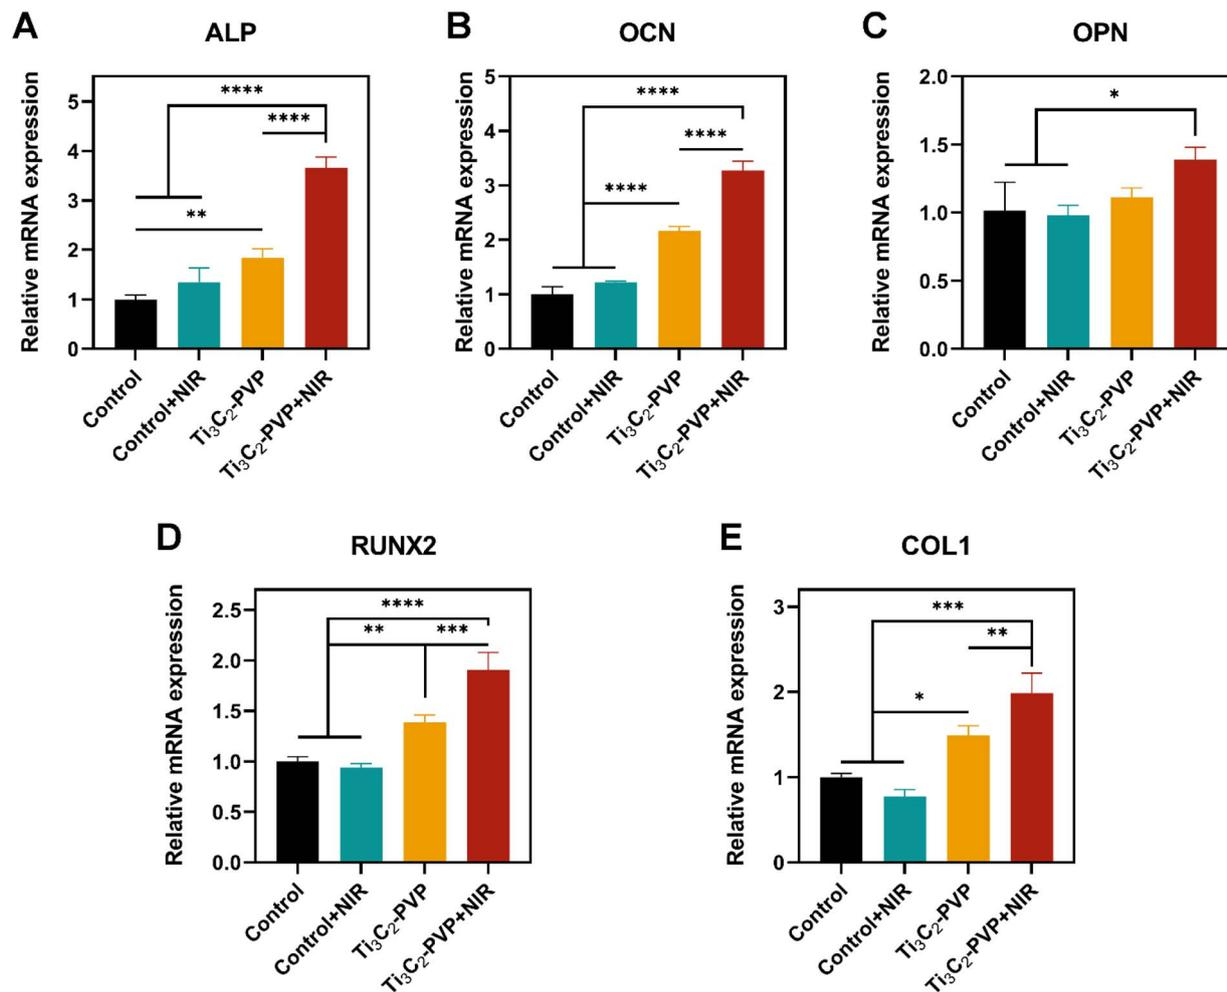 A
ALP
Relative mRNA expression
5
4
3
2
1
0
****
****
**
Control
Control+NIR
Ti₃C₂-PVP
Ti₃C₂-PVP+NIR
B
OCN
Relative mRNA expression
5
4
3
2
1
0
****
****
****
Control
Control+NIR
Ti₃C₂-PVP
Ti₃C₂-PVP+NIR
C
OPN
Relative mRNA expression
2.0
1.5
1.0
0.5
0.0
*
Control
Control+NIR
Ti₃C₂-PVP
Ti₃C₂-PVP+NIR
D
RUNX2
Relative mRNA expression
2.5
2.0
1.5
1.0
0.5
0.0
****
** ***
Control
Control+NIR
Ti₃C₂-PVP
Ti₃C₂-PVP+NIR
E
COL1
Relative mRNA expression
3
2
1
0
***
**
*
Control
Control+NIR
Ti₃C₂-PVP
Ti₃C₂-PVP+NIR